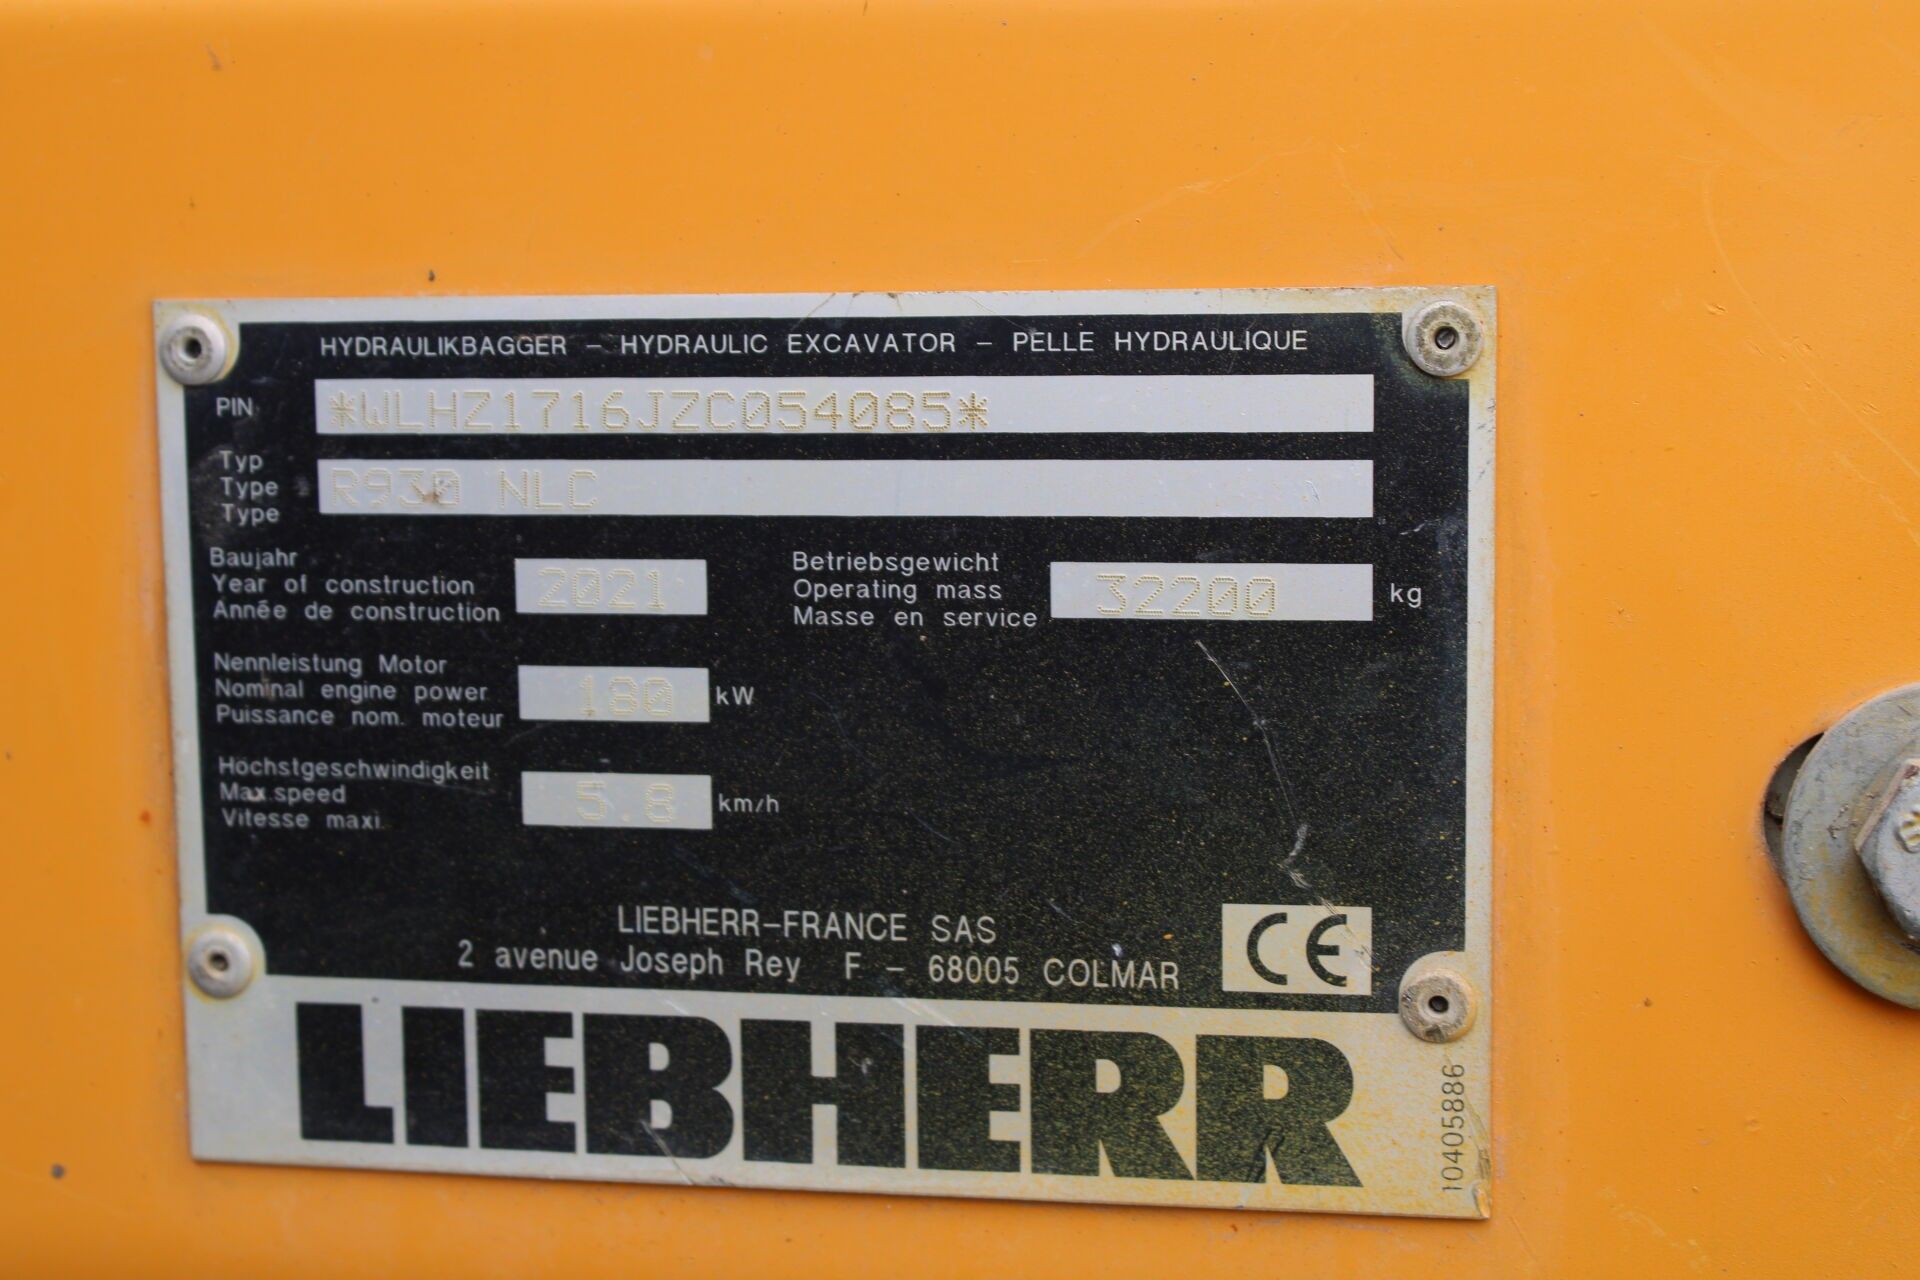 HYDRAULIKBAGGER - HYDRAULIC EXCAVATOR - PELLE HYDRAULIQUE
PIN *WLHZ1716JZC054085*
Typ
Type R930 NLC
Type
Baujahr
Year of construction 2021
Année de construction
Betriebsgewicht
Operating mass 32200 kg
Masse en service
Nennleistung Motor
Nominal engine power 180 kW
Puissance nom. moteur
Höchstgeschwindigkeit
Max.speed 5.8 km/h
Vitesse maxi.
LIEBHERR-FRANCE SAS
2 avenue Joseph Rey F - 68005 COLMAR
CE
LIEBHERR
10405886